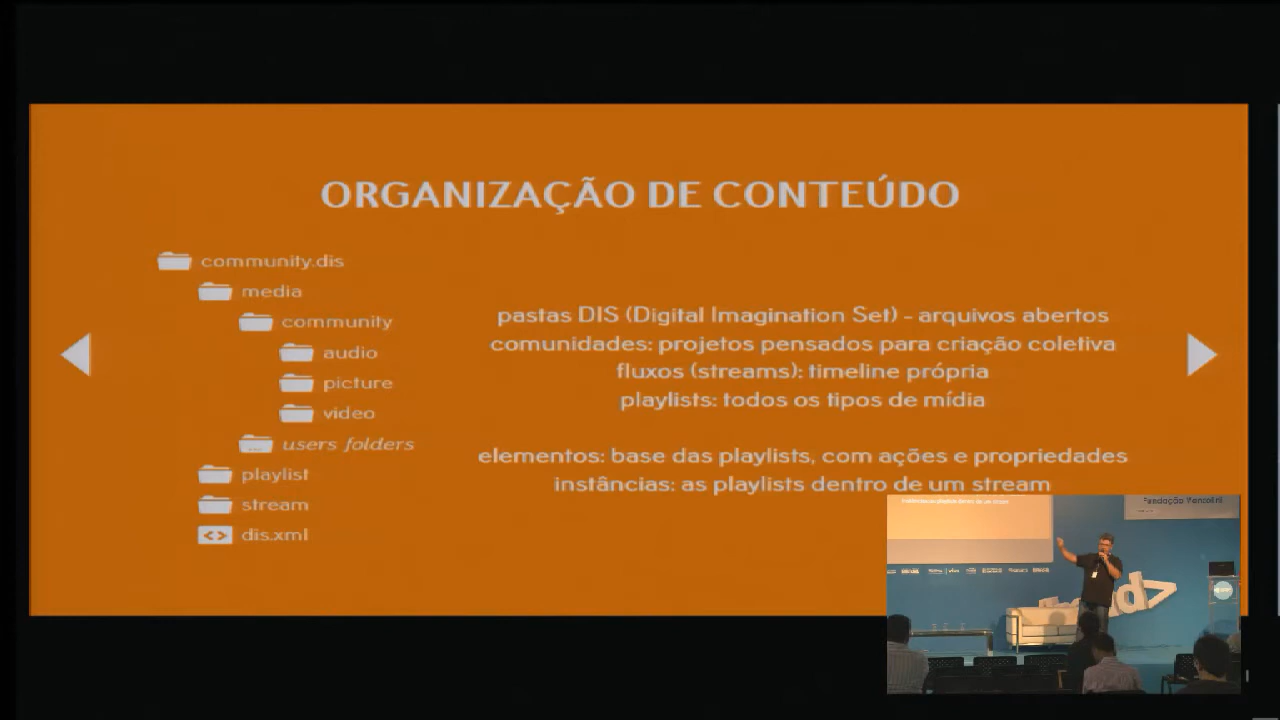 ORGANIZAÇÃO DE CONTEÚDO
community.dis
media
community
audio
picture
video
users folders
playlist
stream
dis.xml
pastas DIS (Digital Imagination Set) - arquivos abertos
comunidades: projetos pensados para criação coletiva
fluxos (streams): timeline própria
playlists: todos os tipos de mídia
elementos: base das playlists, com ações e propriedades
instâncias: as playlists dentro de um stream